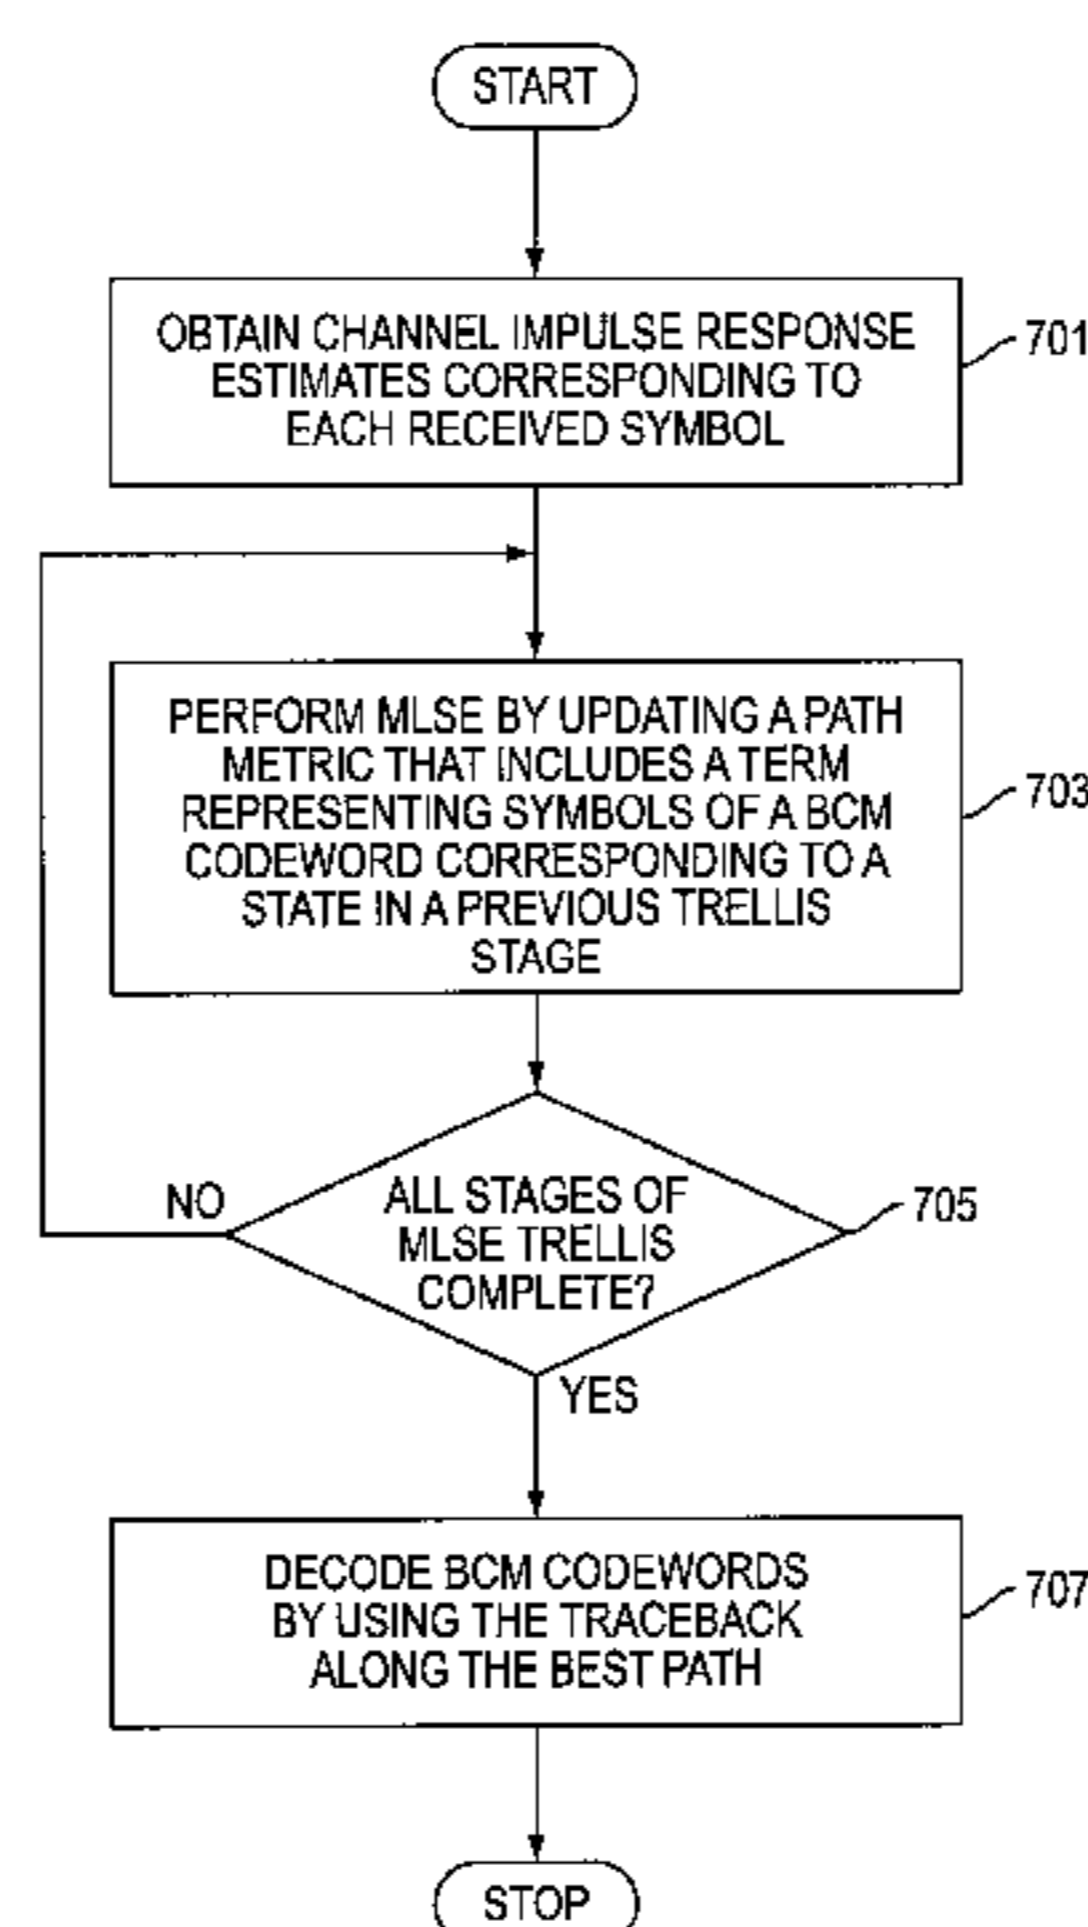 START
OBTAIN CHANNEL IMPULSE RESPONSE
ESTIMATES CORRESPONDING TO
EACH RECEIVED SYMBOL
701
PERFORM MLSE BY UPDATING A PATH
METRIC THAT INCLUDES A TERM
REPRESENTING SYMBOLS OF A BCM
CODEWORD CORRESPONDING TO A
STATE IN A PREVIOUS TRELLIS
STAGE
703
NO
ALL STAGES OF
MLSE TRELLIS
COMPLETE?
705
YES
DECODE BCM CODEWORDS
BY USING THE TRACEBACK
ALONG THE BEST PATH
707
STOP